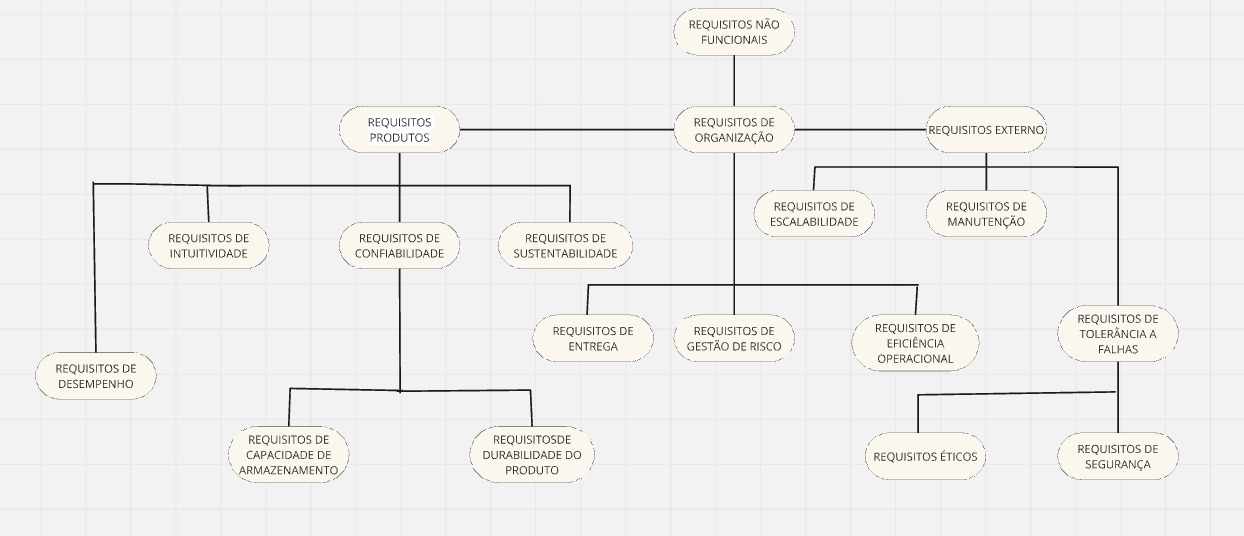 REQUISITOS NÃO
FUNCIONAIS
REQUISITOS
PRODUTOS
REQUISITOS DE
ORGANIZAÇÃO
REQUISITOS EXTERNO
REQUISITOS DE
ESCALABILIDADE
REQUISITOS DE
MANUTENÇÃO
REQUISITOS DE
INTUITIVIDADE
REQUISITOS DE
CONFIABILIDADE
REQUISITOS DE
SUSTENTABILIDADE
REQUISITOS DE
ENTREGA
REQUISITOS DE
GESTÃO DE RISCO
REQUISITOS DE
EFICIÊNCIA
OPERACIONAL
REQUISITOS DE
TOLERÂNCIA A
FALHAS
REQUISITOS DE
DESEMPENHO
REQUISITOS DE
CAPACIDADE DE
ARMAZENAMENTO
REQUISITOSDE
DURABILIDADE DO
PRODUTO
REQUISITOS ÉTICOS
REQUISITOS DE
SEGURANÇA